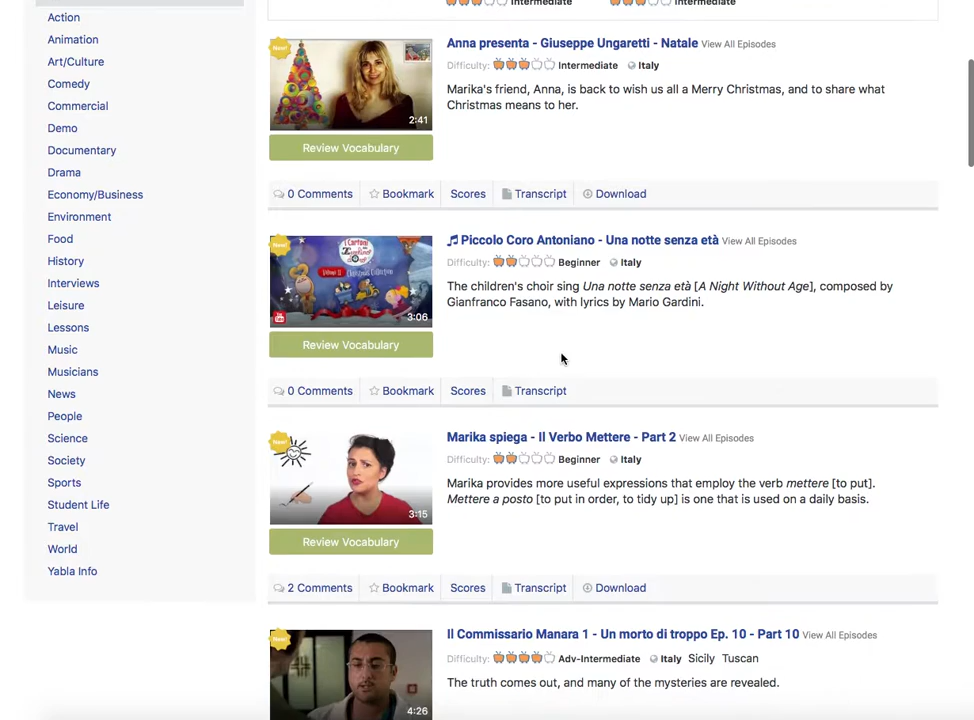 Intermediate Intermediate
Action
Animation
Art/Culture
Comedy
Commercial
Demo
Documentary
Drama
Economy/Business
Environment
Food
History
Interviews
Leisure
Lessons
Music
Musicians
News
People
Science
Society
Sports
Student Life
Travel
World
Yabla Info
New!
2:41
Review Vocabulary
Anna presenta - Giuseppe Ungaretti - Natale View All Episodes
Difficulty: Intermediate Italy
Marika's friend, Anna, is back to wish us all a Merry Christmas, and to share what
Christmas means to her.
0 Comments Bookmark Scores Transcript Download
New!
3:06
Review Vocabulary
Piccolo Coro Antoniano - Una notte senza età View All Episodes
Difficulty: Beginner Italy
The children's choir sing Una notte senza età [A Night Without Age], composed by
Gianfranco Fasano, with lyrics by Mario Gardini.
0 Comments Bookmark Scores Transcript
New!
3:15
Review Vocabulary
Marika spiega - Il Verbo Mettere - Part 2 View All Episodes
Difficulty: Beginner Italy
Marika provides more useful expressions that employ the verb mettere [to put].
Mettere a posto [to put in order, to tidy up] is one that is used on a daily basis.
2 Comments Bookmark Scores Transcript Download
New!
4:26
Il Commissario Manara 1 - Un morto di troppo Ep. 10 - Part 10 View All Episodes
Difficulty: Adv-Intermediate Italy Sicily Tuscan
The truth comes out, and many of the mysteries are revealed.